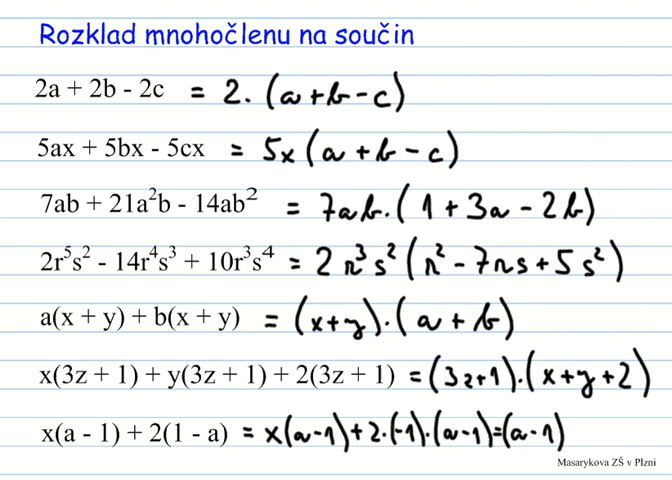 Rozklad mnohočlenu na součin
2a + 2b - 2c = 2. (a+b-c)
5ax + 5bx - 5cx = 5x (a+b-c)
7ab + 21a²b - 14ab² = 7ab.(1+3a-2b)
2r⁵s² - 14r⁴s³ + 10r³s⁴ = 2r³s²(r²-7rs+5s²)
a(x + y) + b(x + y) = (x+y).(a+b)
x(3z + 1) + y(3z + 1) + 2(3z + 1) = (3z+1).(x+y+2)
x(a - 1) + 2(1 - a) = x(a-1)+2.(-1).(a-1)=(a-1)
Masarykova ZŠ v Plzni